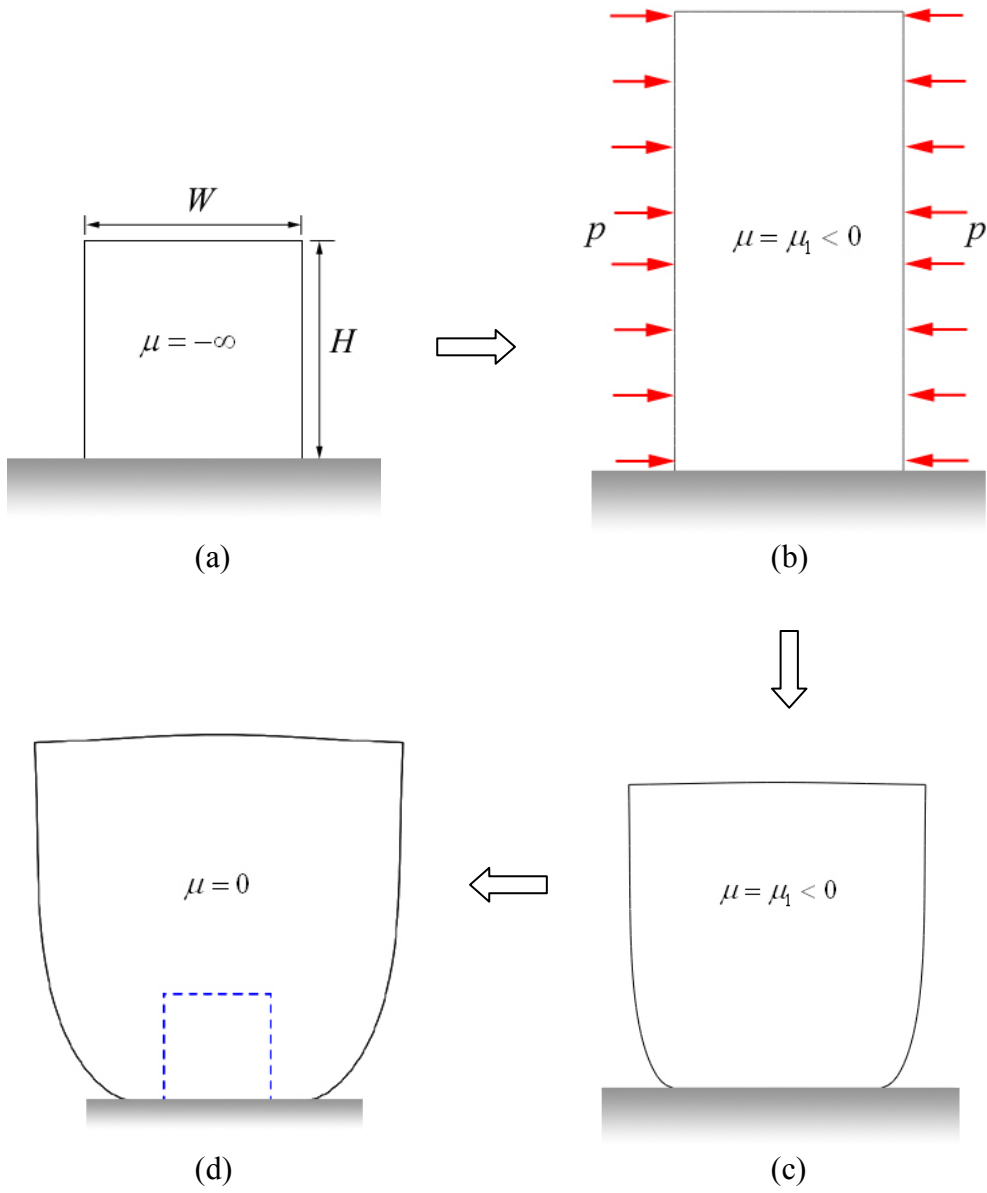 W
μ = −∞
H
(a)
p
μ = μ₁ < 0
p
(b)
μ = 0
(d)
μ = μ₁ < 0
(c)